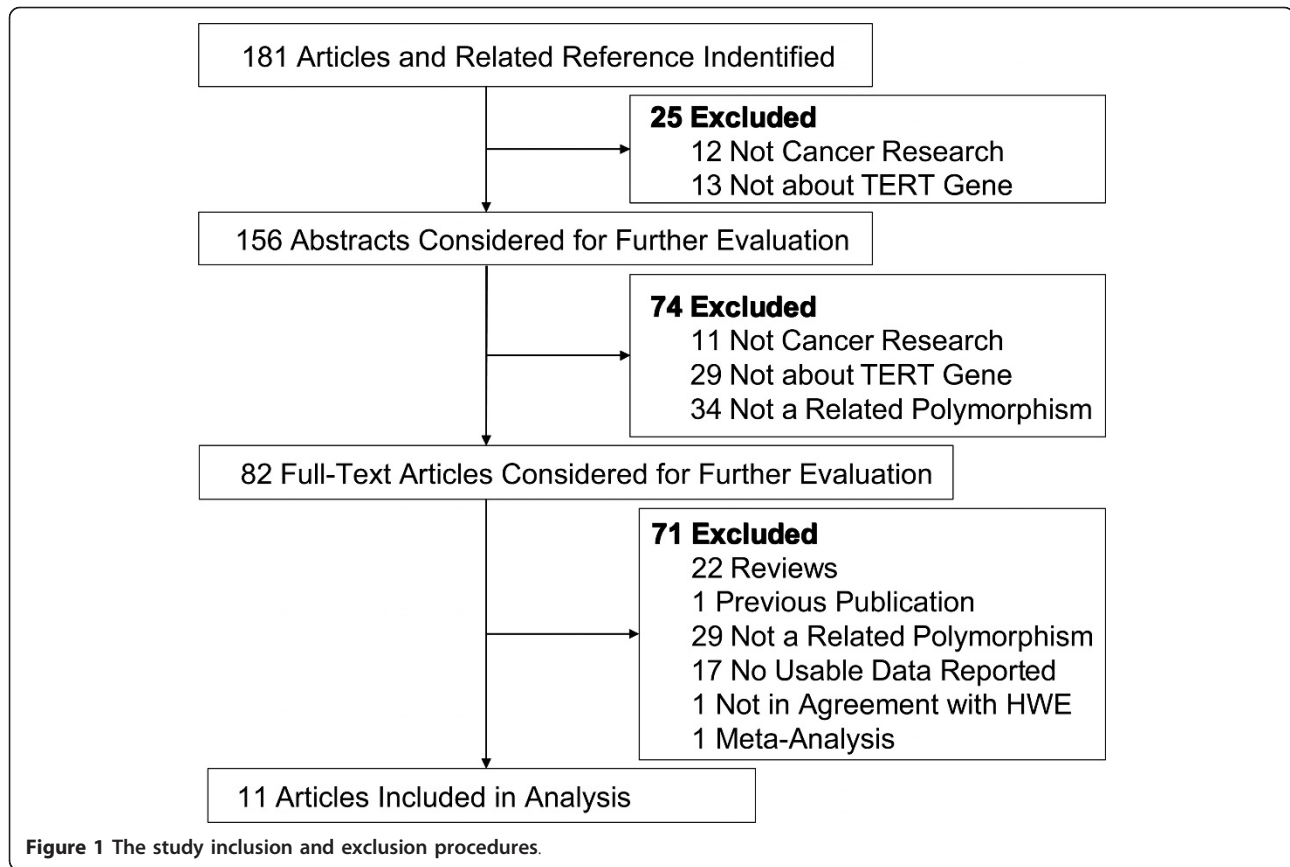 181 Articles and Related Reference Indentified
25 Excluded
12 Not Cancer Research
13 Not about TERT Gene
156 Abstracts Considered for Further Evaluation
74 Excluded
11 Not Cancer Research
29 Not about TERT Gene
34 Not a Related Polymorphism
82 Full-Text Articles Considered for Further Evaluation
71 Excluded
22 Reviews
1 Previous Publication
29 Not a Related Polymorphism
17 No Usable Data Reported
1 Not in Agreement with HWE
1 Meta-Analysis
11 Articles Included in Analysis
Figure 1 The study inclusion and exclusion procedures.